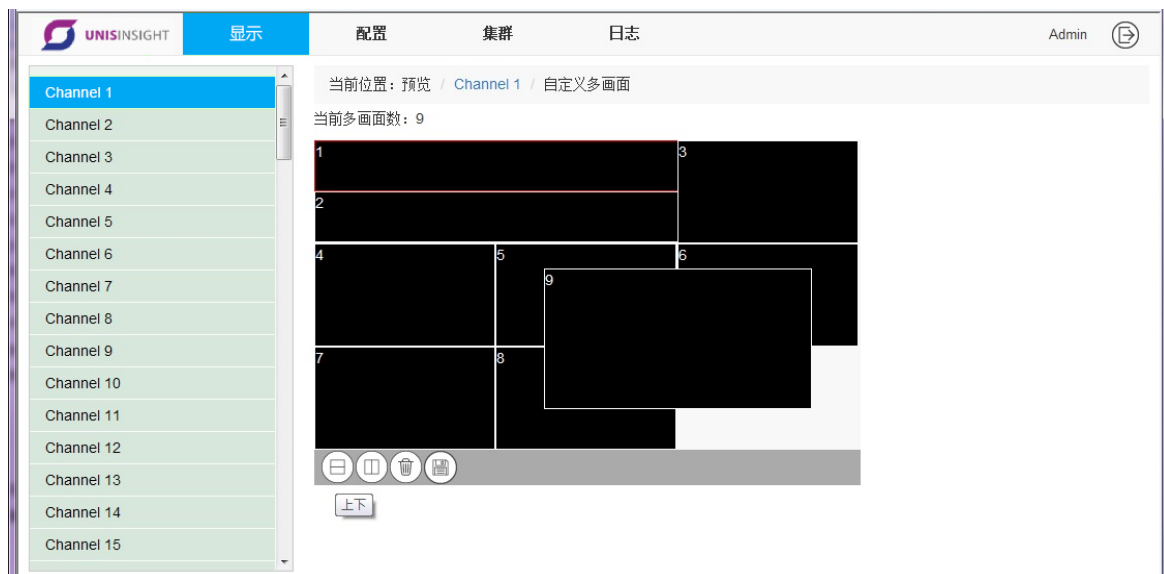 UNISINSIGHT 显示 配置 集群 日志 Admin
当前位置：预览 / Channel 1 / 自定义多画面
当前多画面数：9
Channel 1
Channel 2
Channel 3
Channel 4
Channel 5
Channel 6
Channel 7
Channel 8
Channel 9
Channel 10
Channel 11
Channel 12
Channel 13
Channel 14
Channel 15
1
3
2
4
5
6
9
7
8
上下